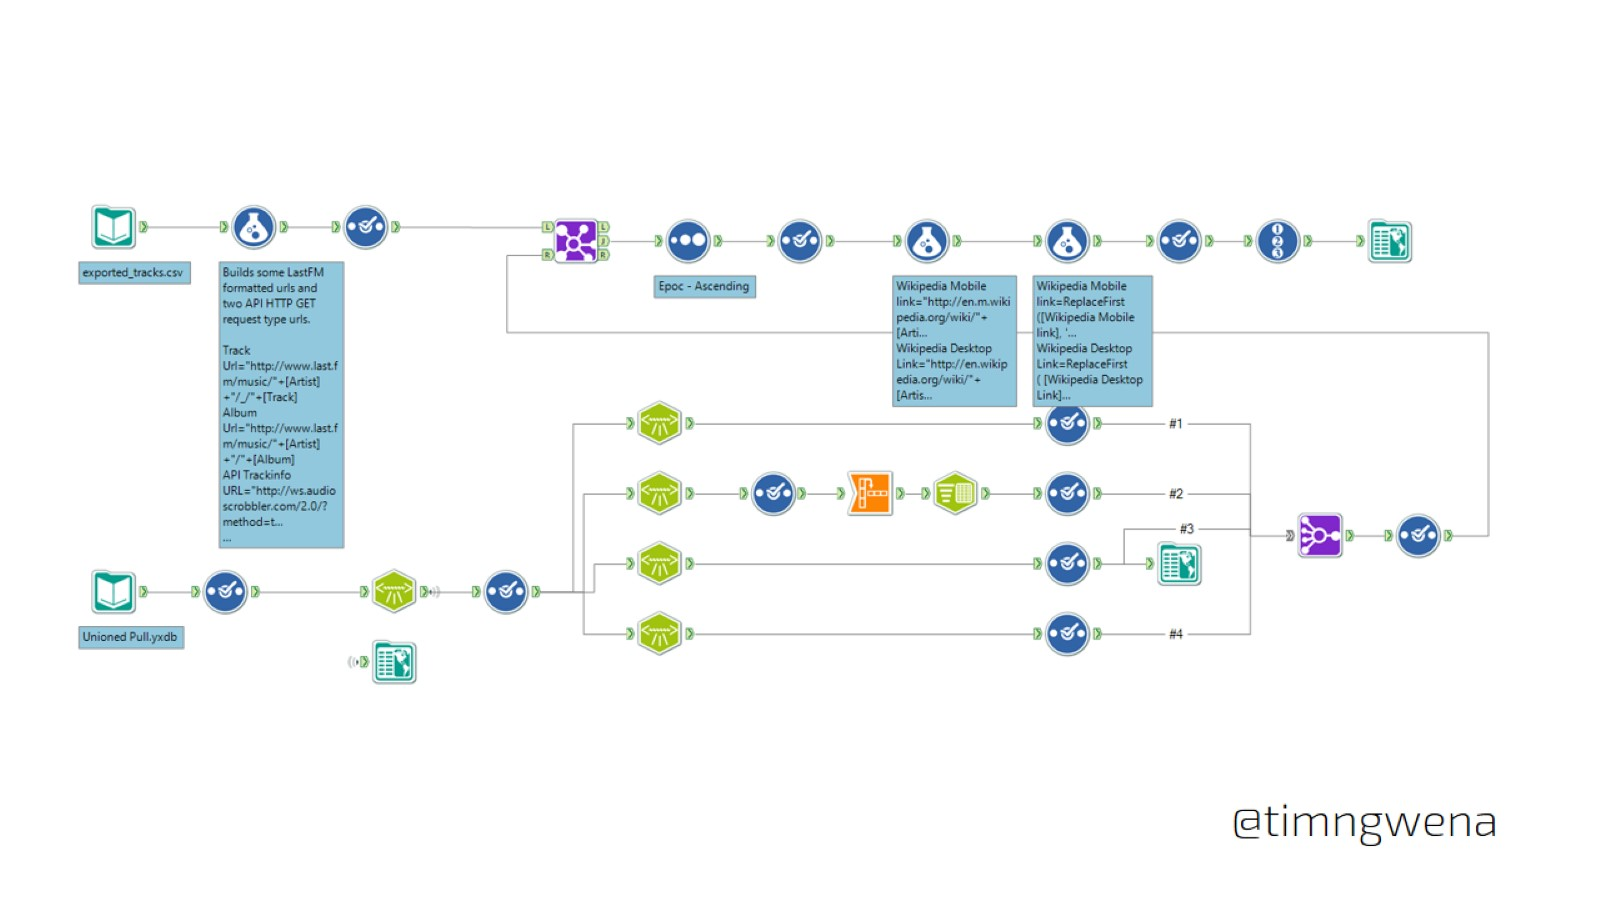 exported_tracks.csv
Builds some LastFM
formatted urls and
two API HTTP GET
request type urls.
Track
Url="http://www.last.f
m/music/"+[Artist]
+"/_/"+[Track]
Album
Url="http://www.last.f
m/music/"+[Artist]
+"/"+[Album]
API Trackinfo
URL="http://ws.audio
scrobbler.com/2.0/?
method=t...
...
L
R
L
J
R
Epoc - Ascending
Wikipedia Mobile
link="http://en.m.wiki
pedia.org/wiki/"+
[Arti...
Wikipedia Desktop
Link="http://en.wikip
edia.org/wiki/"+
[Artis...
Wikipedia Mobile
link=ReplaceFirst
([Wikipedia Mobile
link], '...
Wikipedia Desktop
Link=ReplaceFirst
( [Wikipedia Desktop
Link]...
1
2
3
#1
#2
#3
#4
Unioned Pull.yxdb
@timngwena